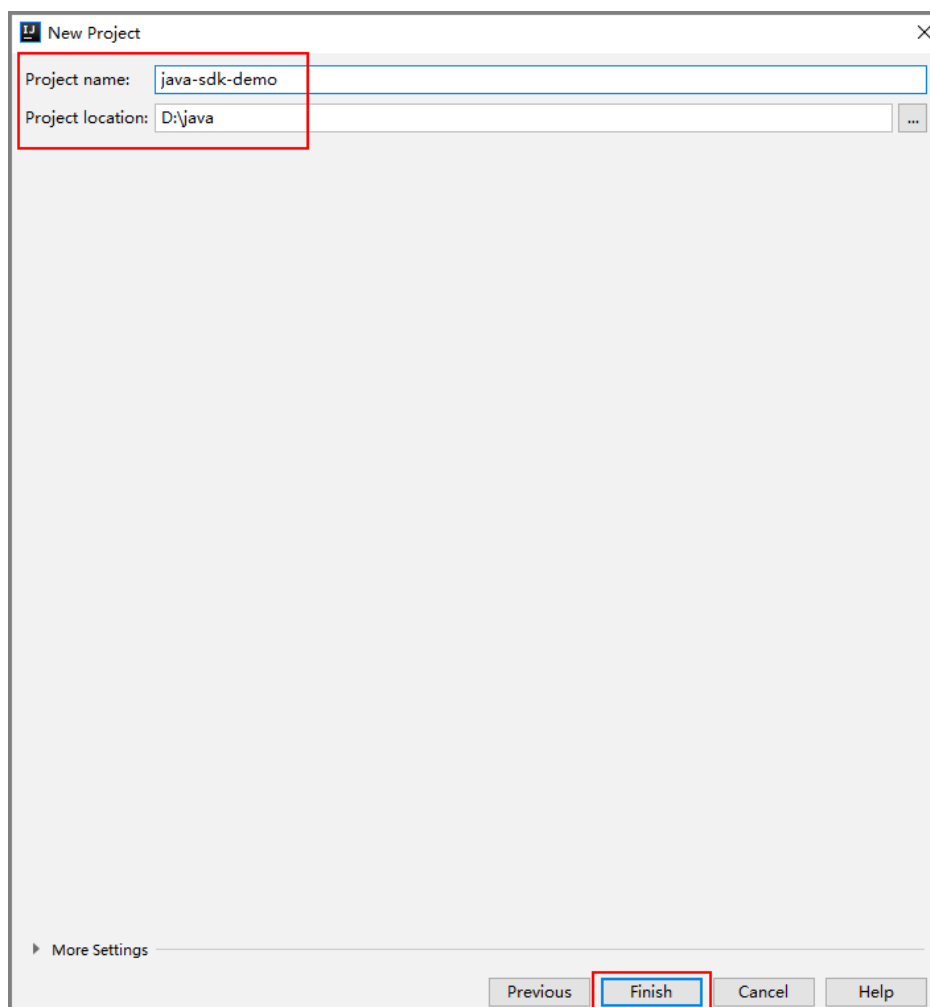 New Project
Project name: java-sdk-demo
Project location: D:\java ...
More Settings
Previous Finish Cancel Help